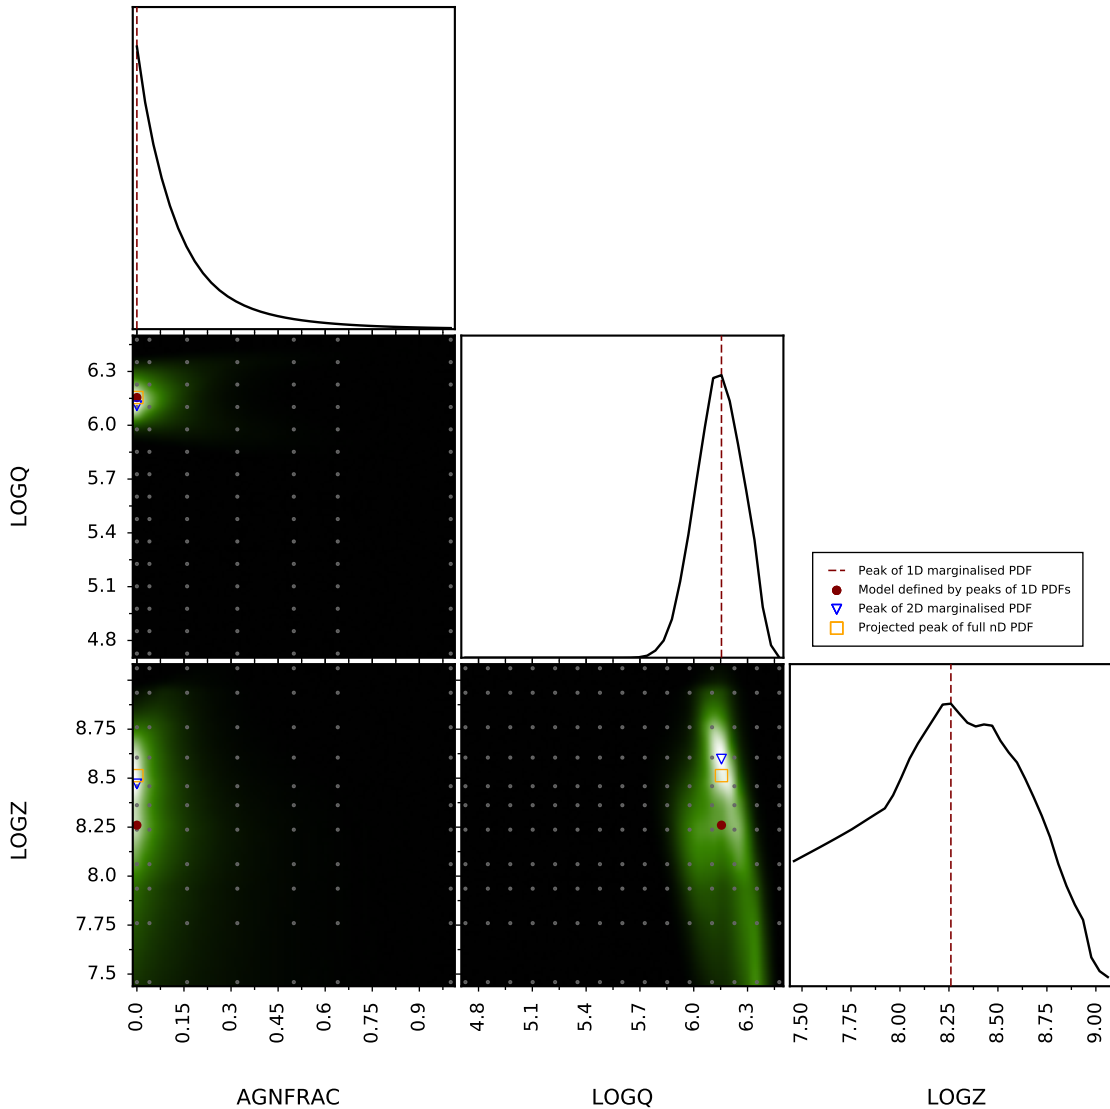 6.3
6.0
5.7
5.4
5.1
4.8
LOGQ
Peak of 1D marginalised PDF
Model defined by peaks of 1D PDFs
Peak of 2D marginalised PDF
Projected peak of full nD PDF
8.75
8.5
8.25
8.0
7.75
7.5
LOGZ
0.0 0.15 0.3 0.45 0.6 0.75 0.9
4.8 5.1 5.4 5.7 6.0 6.3
7.50 7.75 8.00 8.25 8.50 8.75 9.00
AGNFRAC LOGQ LOGZ